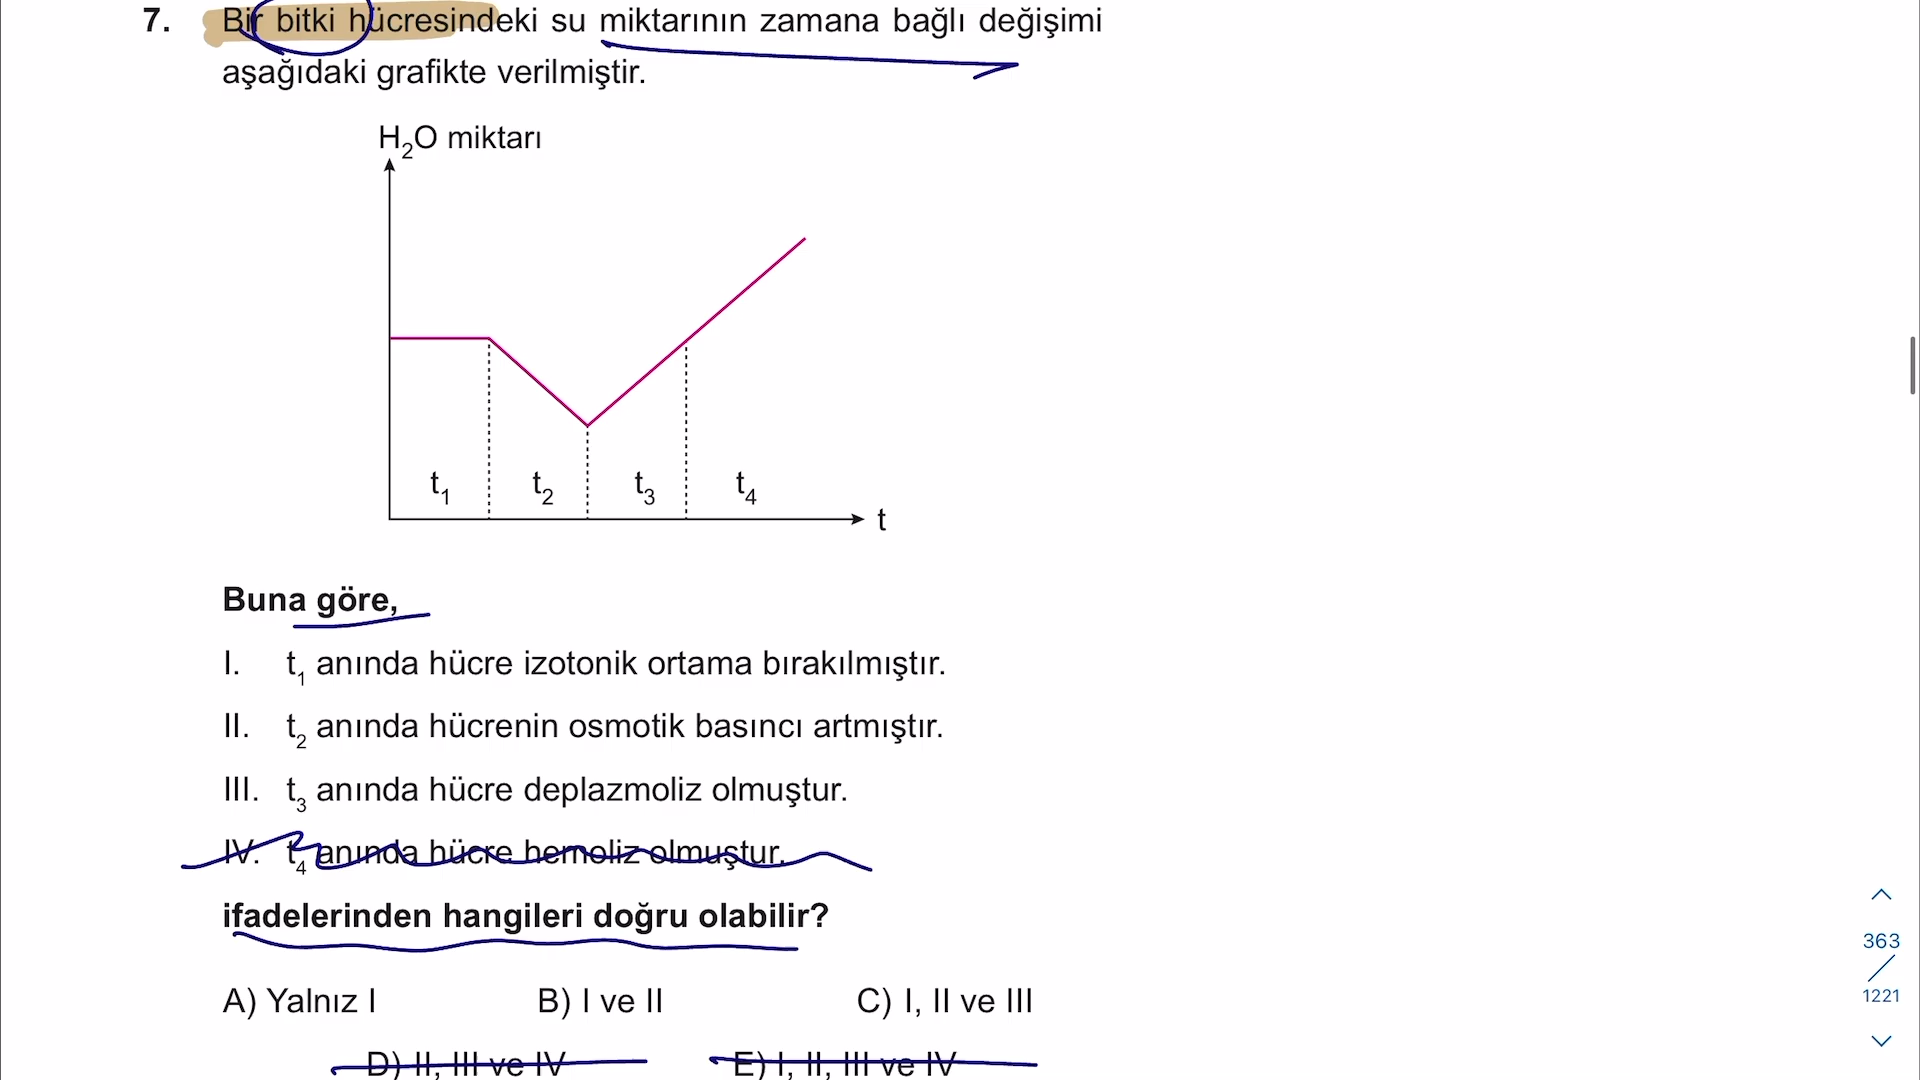 7. Bir bitki hücresindeki su miktarının zamana bağlı değişimi
aşağıdaki grafikte verilmiştir.
H₂O miktarı
t₁ t₂ t₃ t₄
t
Buna göre,
I. t₁ anında hücre izotonik ortama bırakılmıştır.
II. t₂ anında hücrenin osmotik basıncı artmıştır.
III. t₃ anında hücre deplazmoliz olmuştur.
IV. t₄ anında hücre hemoliz olmuştur.
ifadelerinden hangileri doğru olabilir?
A) Yalnız I B) I ve II C) I, II ve III
D) II, III ve IV E) I, II, III ve IV
363
/
1221